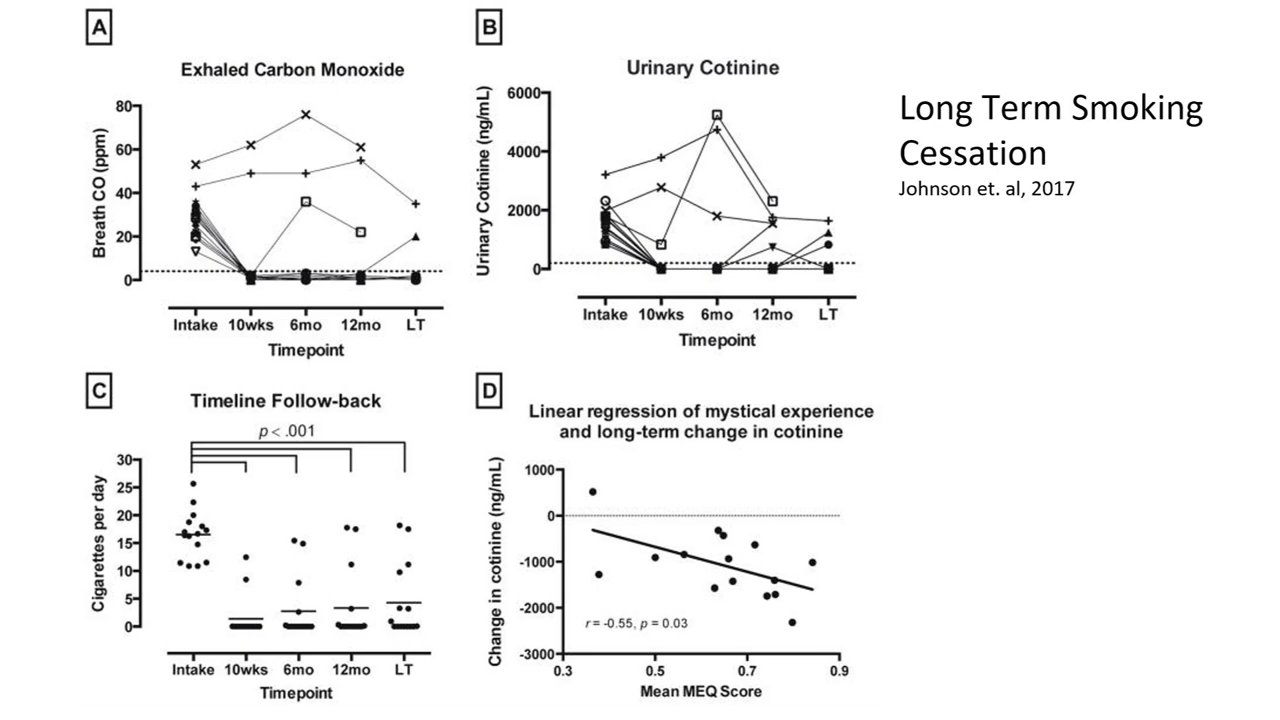 A
Exhaled Carbon Monoxide
Breath CO (ppm)
80
60
40
20
0
Intake 10wks 6mo 12mo LT
Timepoint
B
Urinary Cotinine
Urinary Cotinine (ng/mL)
6000
4000
2000
0
Intake 10wks 6mo 12mo LT
Timepoint
Long Term Smoking
Cessation
Johnson et. al, 2017
C
Timeline Follow-back
p < .001
Cigarettes per day
30
25
20
15
10
5
0
Intake 10wks 6mo 12mo LT
Timepoint
D
Linear regression of mystical experience
and long-term change in cotinine
Change in cotinine (ng/mL)
1000
0
-1000
-2000
-3000
r = -0.55, p = 0.03
0.3 0.5 0.7 0.9
Mean MEQ Score